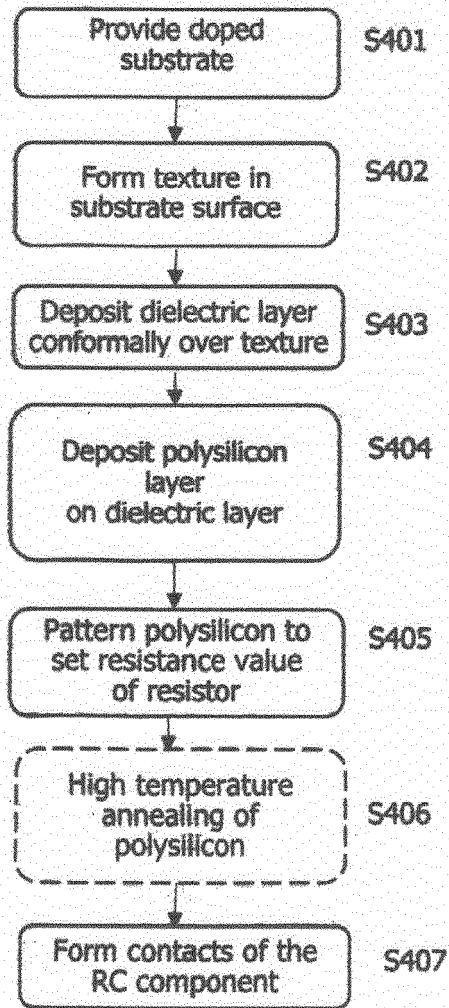 Provide doped
substrate
S401
Form texture in
substrate surface
S402
Deposit dielectric layer
conformally over texture
S403
Deposit polysilicon
layer
on dielectric layer
S404
Pattern polysilicon to
set resistance value
of resistor
S405
High temperature
annealing of
polysilicon
S406
Form contacts of the
RC component
S407